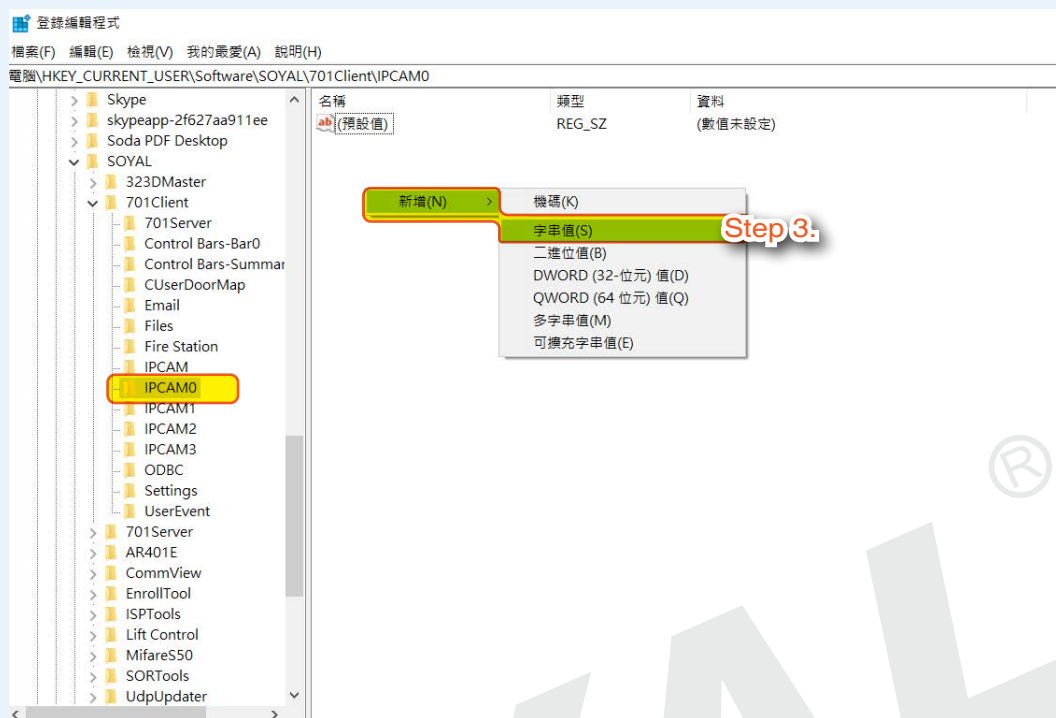 登錄編輯程式
檔案(F) 編輯(E) 檢視(V) 我的最愛(A) 說明(H)
電腦\HKEY_CURRENT_USER\Software\SOYAL\701Client\IPCAM0
Skype
skypeapp-2f627aa911ee
Soda PDF Desktop
SOYAL
323DMaster
701Client
701Server
Control Bars-Bar0
Control Bars-Summar
CUserDoorMap
Email
Files
Fire Station
IPCAM
IPCAM0
IPCAM1
IPCAM2
IPCAM3
ODBC
Settings
UserEvent
701Server
AR401E
CommView
EnrollTool
ISPTools
Lift Control
MifareS50
SORTools
UdpUpdater
名稱 類型 資料
ab (預設值) REG_SZ (數值未設定)
新增(N)
機碼(K)
字串值(S)
Step 3.
二進位值(B)
DWORD (32-位元) 值(D)
QWORD (64 位元) 值(Q)
多字串值(M)
可擴充字串值(E)
®